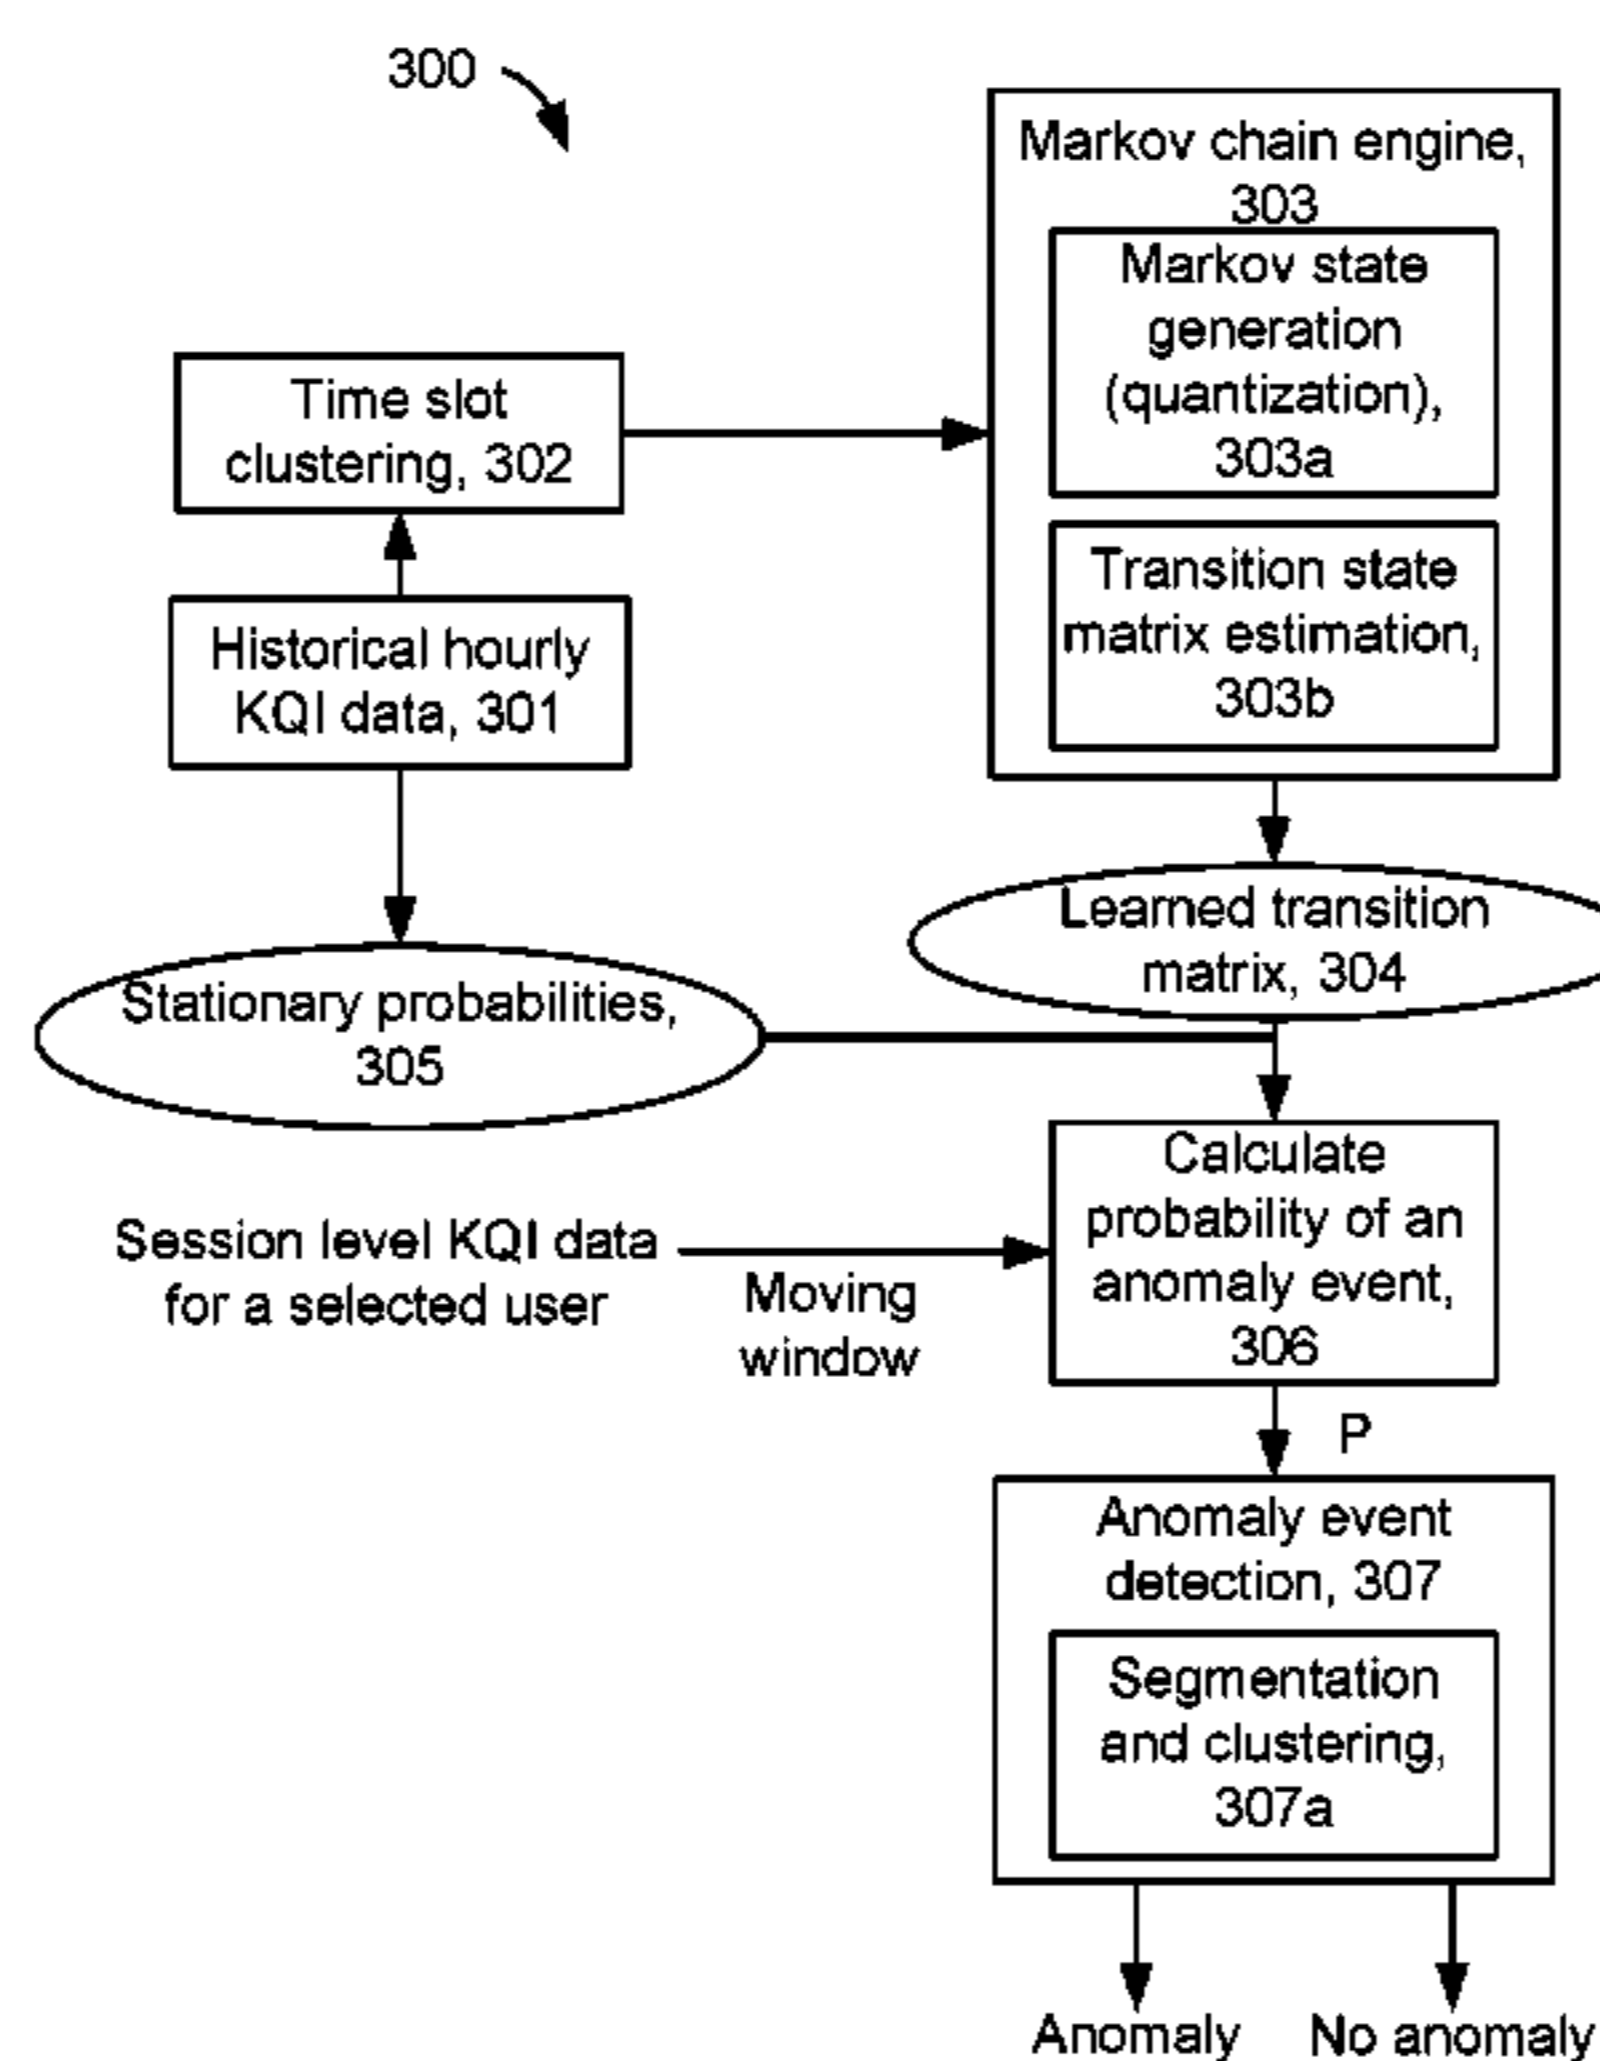 300
Markov chain engine,
303
Markov state
generation
(quantization),
303a
Transition state
matrix estimation,
303b
Time slot
clustering, 302
Historical hourly
KQI data, 301
Learned transition
matrix, 304
Stationary probabilities,
305
Calculate
probability of an
anomaly event,
306
Session level KQI data
for a selected user
Moving
window
P
Anomaly event
detection, 307
Segmentation
and clustering,
307a
Anomaly
No anomaly